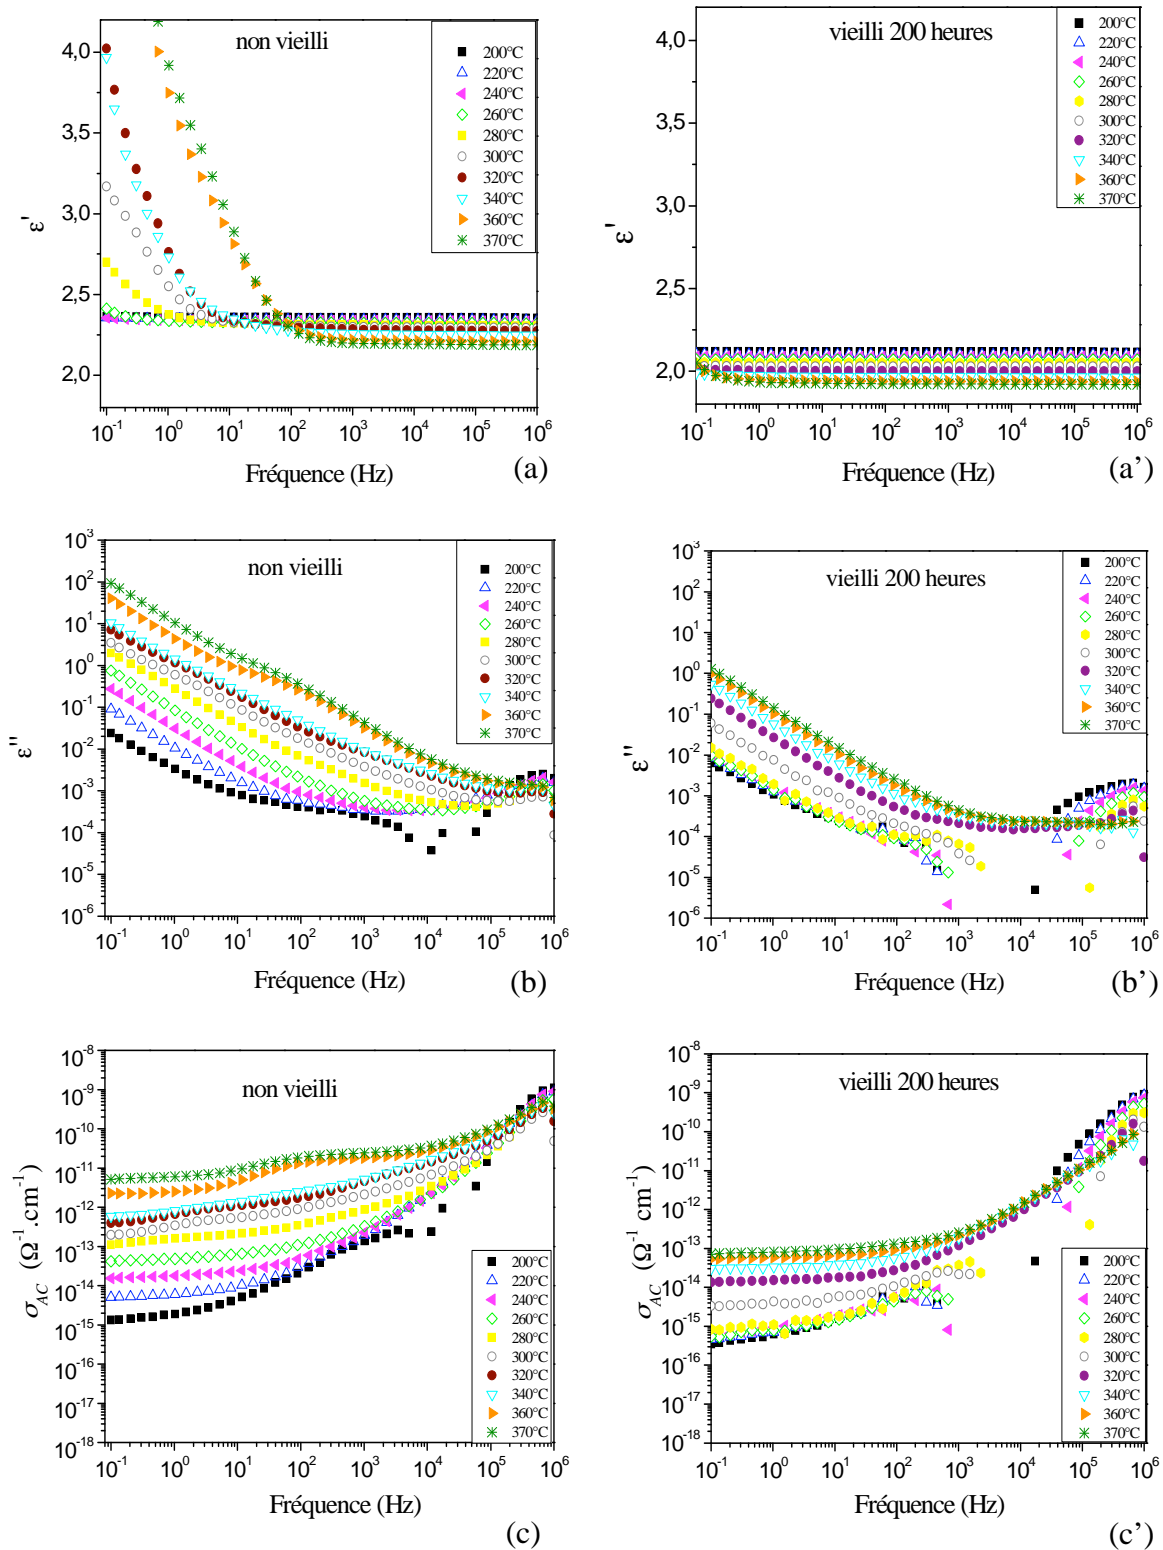 non vieilli
4,0
3,5
3,0
2,5
2,0
ε'
200°C
220°C
240°C
260°C
280°C
300°C
320°C
340°C
360°C
370°C
10⁻¹ 10⁰ 10¹ 10² 10³ 10⁴ 10⁵ 10⁶
Fréquence (Hz)
(a)
vieilli 200 heures
4,0
3,5
3,0
2,5
2,0
ε'
200°C
220°C
240°C
260°C
280°C
300°C
320°C
340°C
360°C
370°C
10⁻¹ 10⁰ 10¹ 10² 10³ 10⁴ 10⁵ 10⁶
Fréquence (Hz)
(a’)
non vieilli
10³
10²
10¹
10⁰
10⁻¹
10⁻²
10⁻³
10⁻⁴
10⁻⁵
10⁻⁶
ε''
200°C
220°C
240°C
260°C
280°C
300°C
320°C
340°C
360°C
370°C
10⁻¹ 10⁰ 10¹ 10² 10³ 10⁴ 10⁵ 10⁶
Fréquence (Hz)
(b)
vieilli 200 heures
10³
10²
10¹
10⁰
10⁻¹
10⁻²
10⁻³
10⁻⁴
10⁻⁵
10⁻⁶
ε''
200°C
220°C
240°C
260°C
280°C
300°C
320°C
340°C
360°C
370°C
10⁻¹ 10⁰ 10¹ 10² 10³ 10⁴ 10⁵ 10⁶
Fréquence (Hz)
(b’)
non vieilli
10⁻⁸
10⁻⁹
10⁻¹⁰
10⁻¹¹
10⁻¹²
10⁻¹³
10⁻¹⁴
10⁻¹⁵
10⁻¹⁶
10⁻¹⁷
10⁻¹⁸
σ_AC (Ω⁻¹.cm⁻¹)
200°C
220°C
240°C
260°C
280°C
300°C
320°C
340°C
360°C
370°C
10⁻¹ 10⁰ 10¹ 10² 10³ 10⁴ 10⁵ 10⁶
Fréquence (Hz)
(c)
vieilli 200 heures
10⁻⁸
10⁻⁹
10⁻¹⁰
10⁻¹¹
10⁻¹²
10⁻¹³
10⁻¹⁴
10⁻¹⁵
10⁻¹⁶
10⁻¹⁷
10⁻¹⁸
σ_AC (Ω⁻¹ cm⁻¹)
200°C
220°C
240°C
260°C
280°C
300°C
320°C
340°C
360°C
370°C
10⁻¹ 10⁰ 10¹ 10² 10³ 10⁴ 10⁵ 10⁶
Fréquence (Hz)
(c’)